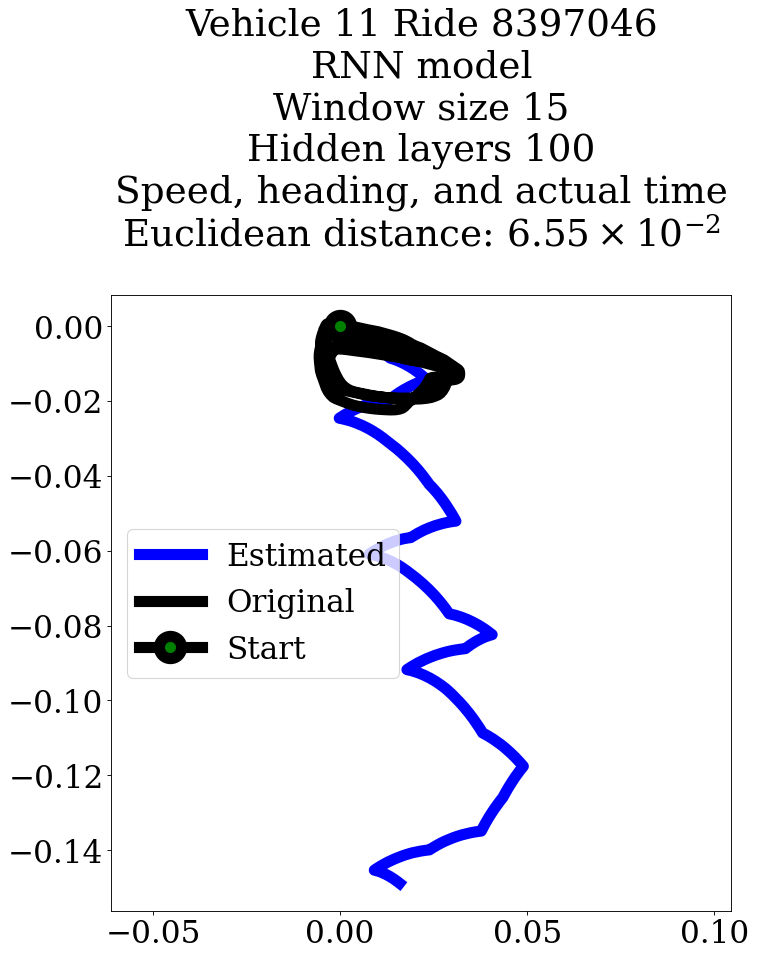 Vehicle 11 Ride 8397046
RNN model
Window size 15
Hidden layers 100
Speed, heading, and actual time
Euclidean distance: 6.55 × 10⁻²
0.00
−0.02
−0.04
−0.06
−0.08
−0.10
−0.12
−0.14
Estimated
Original
Start
−0.05 0.00 0.05 0.10